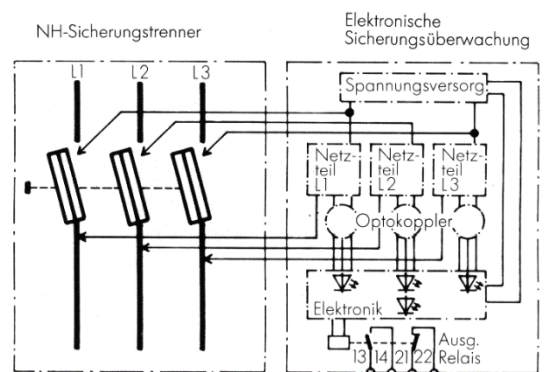 NH-Sicherungstrenner
Elektronische
Sicherungsüberwachung
L1 L2 L3
Spannungsversorg
Netz-
teil
L1
Netz-
teil
L2
Netz-
teil
L3
Optokoppler
Elektronik
13 14 21 22
Ausg.
Relais